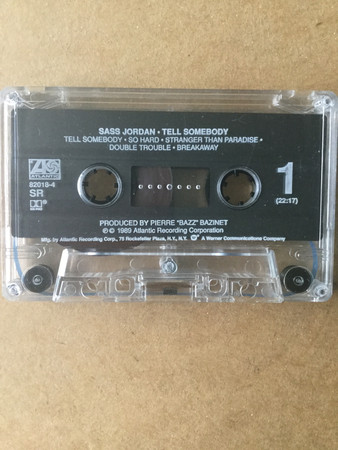 SASS JORDAN • TELL SOMEBODY
TELL SOMEBODY • SO HARD • STRANGER THAN PARADISE •
DOUBLE TROUBLE • BREAKAWAY
ATLANTIC
82018-4
SR
1
(22:17)
PRODUCED BY PIERRE "BAZZ" BAZINET
℗ © 1989 Atlantic Recording Corporation
Mfg. by Atlantic Recording Corp., 75 Rockefeller Plaza, N.Y., N.Y. A Warner Communications Company